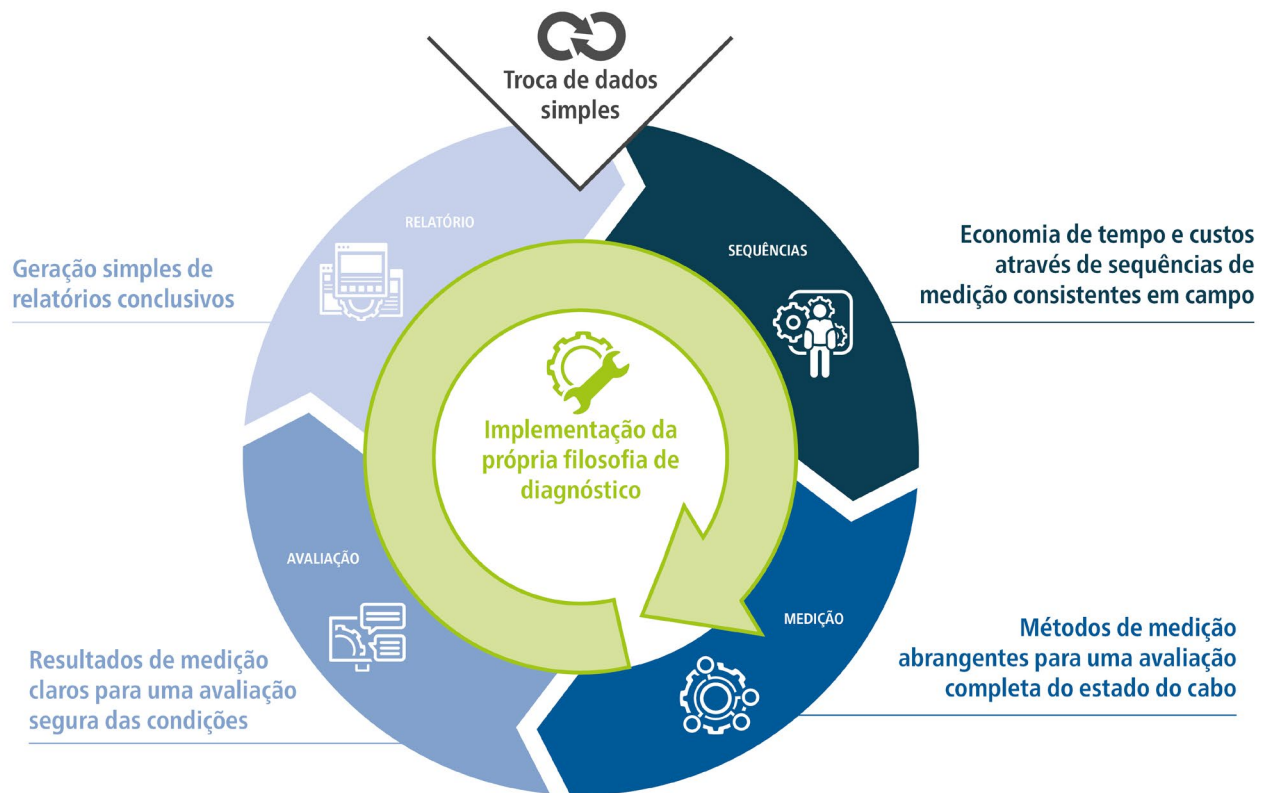 Troca de dados
simples
RELATÓRIO
Geração simples de
relatórios conclusivos
SEQUÊNCIAS
Economia de tempo e custos
através de sequências de
medição consistentes em campo
Implementação da
própria filosofia de
diagnóstico
AVALIAÇÃO
Resultados de medição
claros para uma avaliação
segura das condições
MEDIÇÃO
Métodos de medição
abrangentes para uma avaliação
completa do estado do cabo